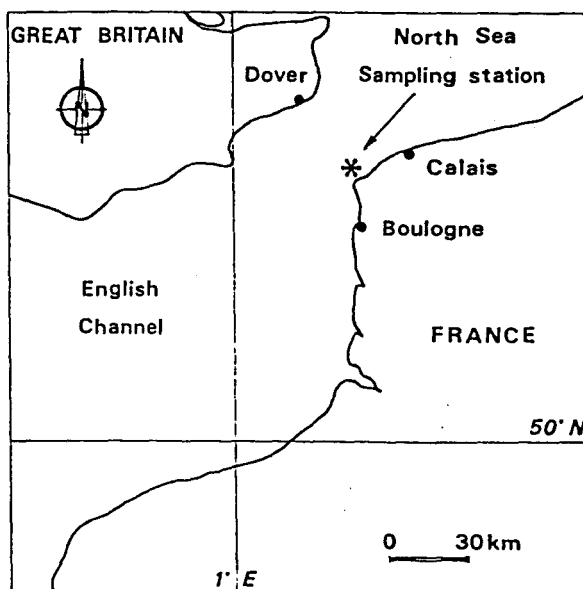 GREAT BRITAIN
North Sea
Dover
Sampling station
N
*
Calais
Boulogne
English
Channel
FRANCE
50° N
0 30 km
1° E